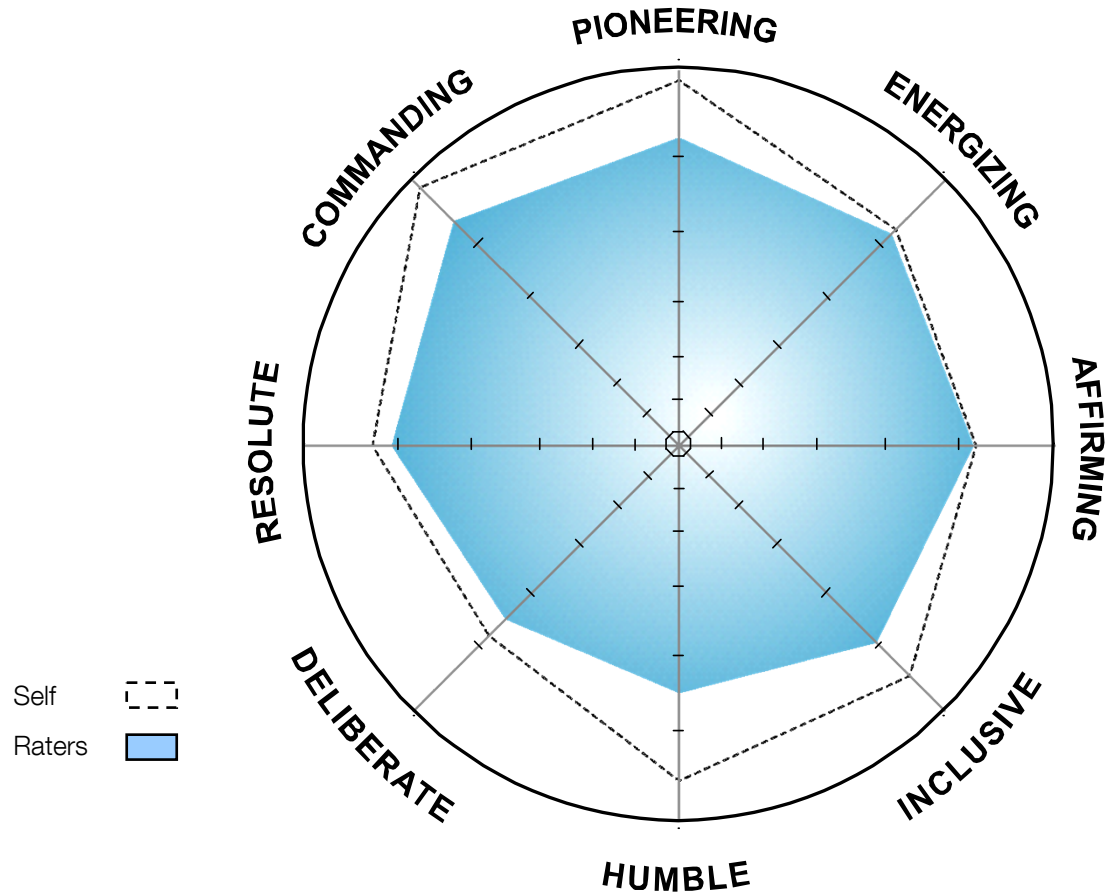 PIONEERING
ENERGIZING
COMMANDING
AFFIRMING
RESOLUTE
INCLUSIVE
DELIBERATE
HUMBLE
Self
Raters